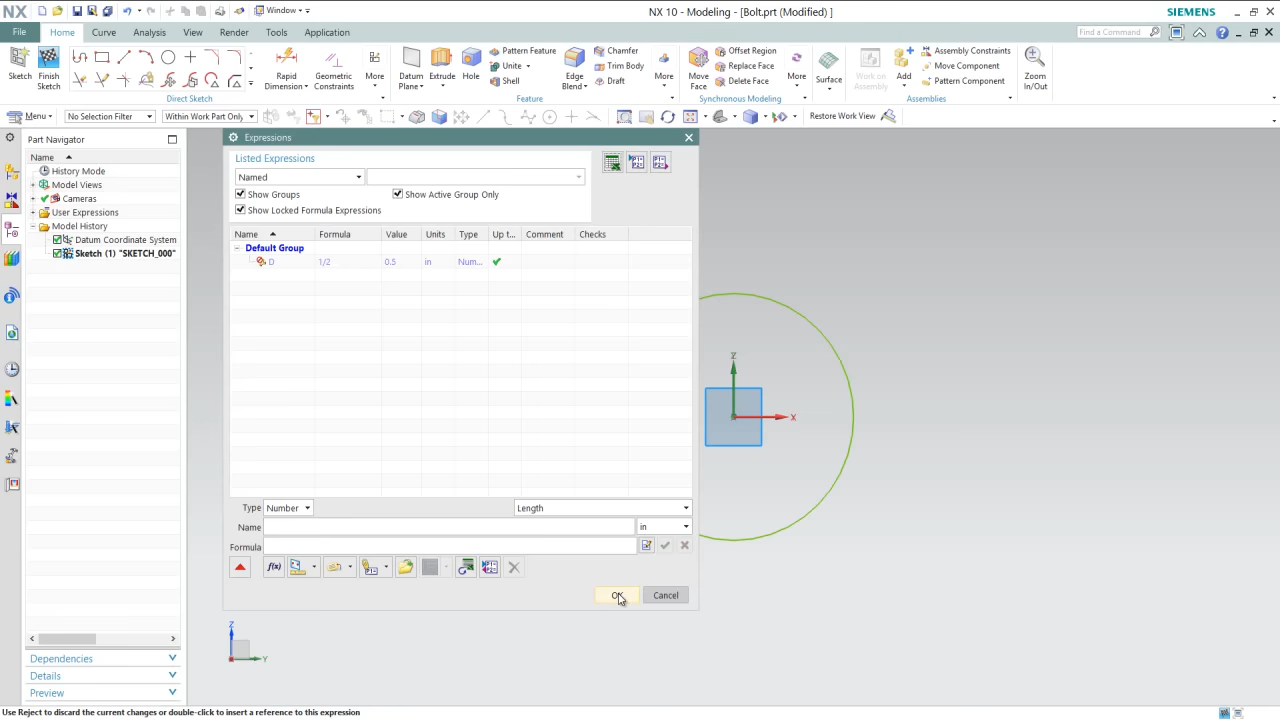 NX
Window
NX 10 - Modeling - [Bolt.prt (Modified) ]
SIEMENS
File Home Curve Analysis View Render Tools Application
Find a Command
Sketch
Finish Sketch
Direct Sketch
Rapid Dimension
Geometric Constraints
More
Datum Plane
Extrude
Hole
Pattern Feature
Unite
Shell
Edge Blend
Chamfer
Trim Body
Draft
More
Feature
Move Face
Offset Region
Replace Face
Delete Face
More
Synchronous Modeling
Surface
Work on Assembly
Add
Assembly Constraints
Move Component
Pattern Component
Assemblies
Zoom In/Out
Menu
No Selection Filter
Within Work Part Only
Restore Work View
Part Navigator
Name
History Mode
Model Views
Cameras
User Expressions
Model History
Datum Coordinate System
Sketch (1) "SKETCH_000"
Dependencies
Details
Preview
Expressions
Listed Expressions
Named
Show Groups
Show Active Group Only
Show Locked Formula Expressions
Name Formula Value Units Type Up t... Comment Checks
Default Group
D 1/2 0.5 in Num...
Type Number Length
Name in
Formula
f(x)
OK Cancel
Z
X
Z
Y
Use Reject to discard the current changes or double-click to insert a reference to this expression